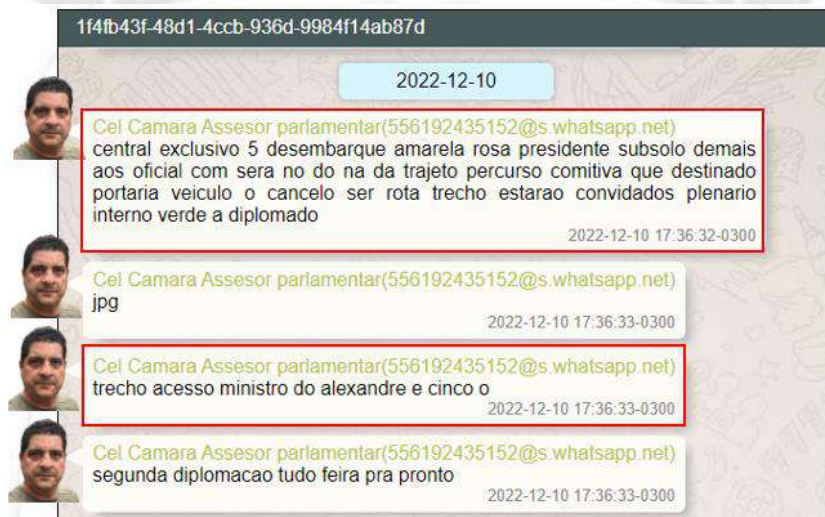 1f4fb43f-48d1-4ccb-936d-9984f14ab87d
2022-12-10
Cel Camara Assesor parlamentar(556192435152@s.whatsapp.net)
central exclusivo 5 desembarque amarela rosa presidente subsolo demais
aos oficial com sera no do na da trajeto percurso comitiva que destinado
portaria veiculo o cancelo ser rota trecho estarao convidados plenario
interno verde a diplomado
2022-12-10 17:36:32-0300
Cel Camara Assesor parlamentar(556192435152@s.whatsapp.net)
jpg
2022-12-10 17:36:33-0300
Cel Camara Assesor parlamentar(556192435152@s.whatsapp.net)
trecho acesso ministro do alexandre e cinco o
2022-12-10 17:36:33-0300
Cel Camara Assesor parlamentar(556192435152@s.whatsapp.net)
segunda diplomacao tudo feira pra pronto
2022-12-10 17:36:33-0300